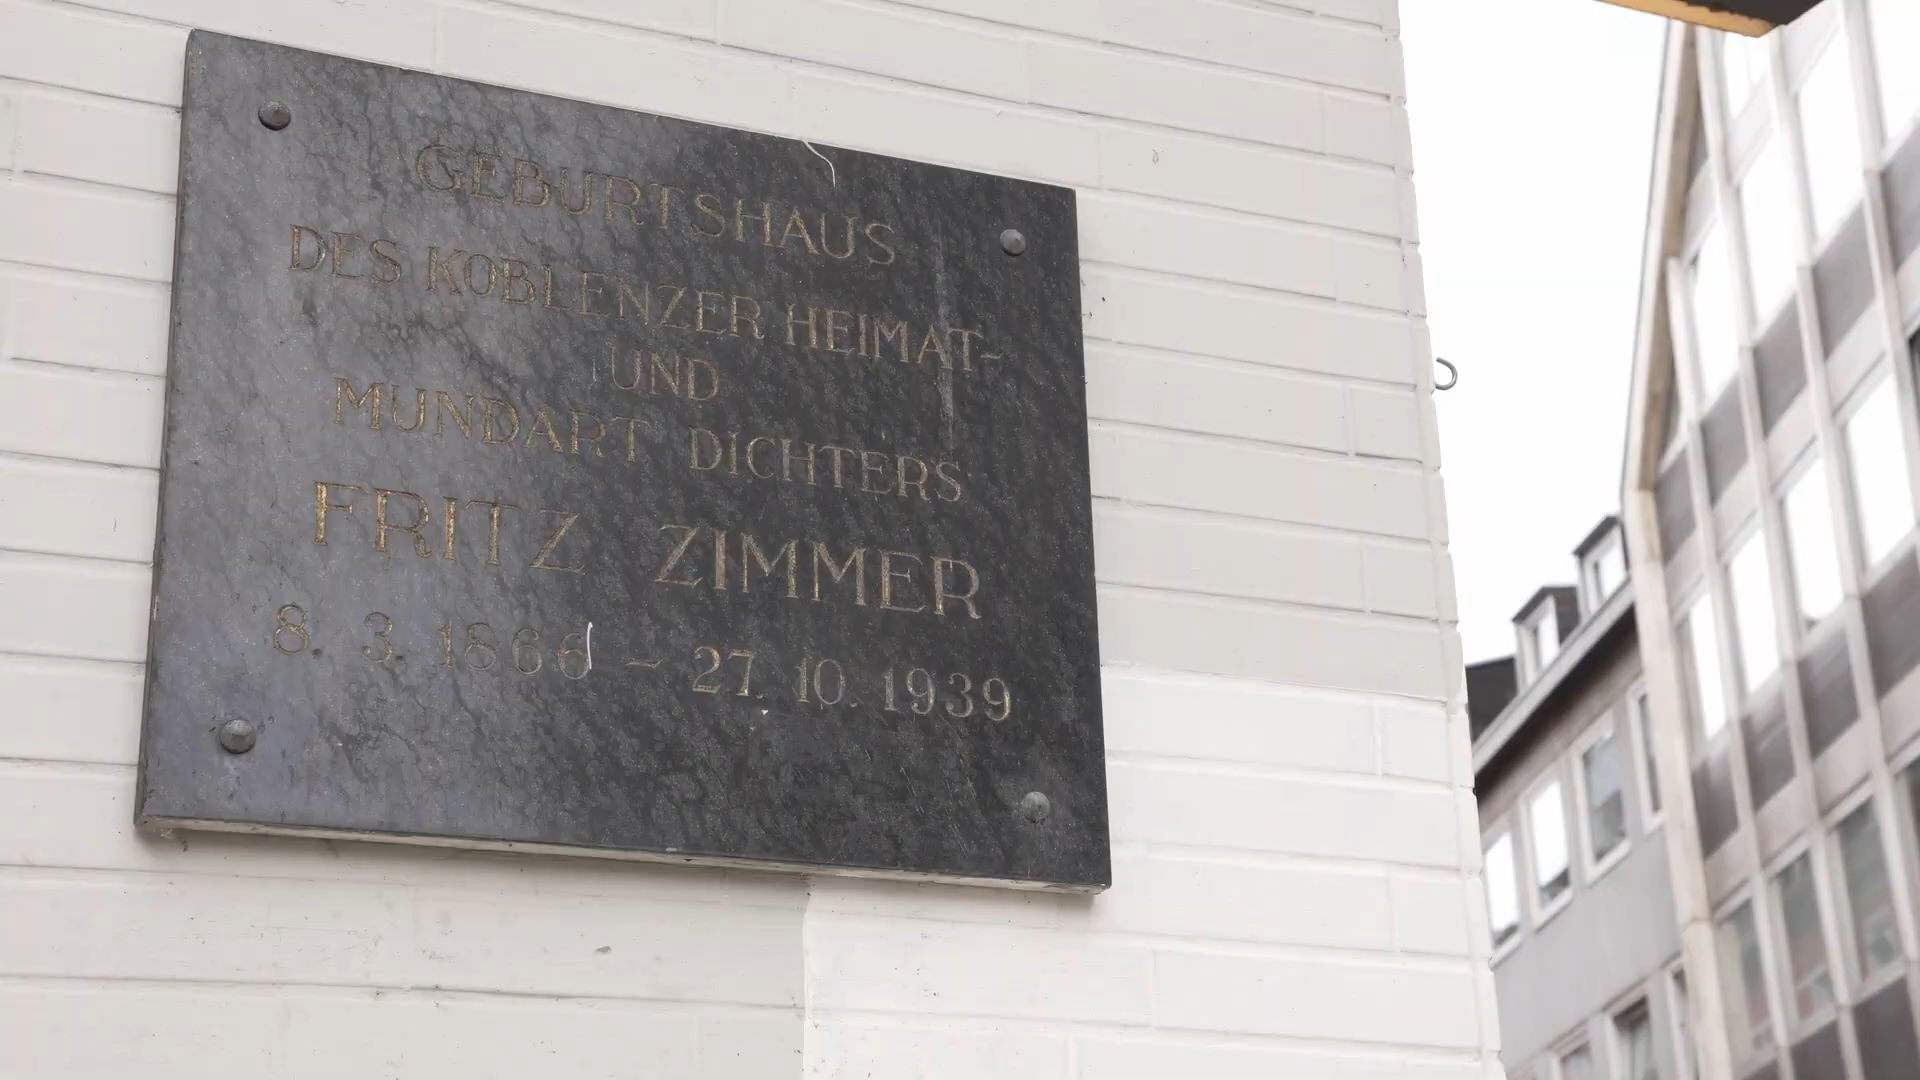 GEBURTSHAUS
DES KOBLENZER HEIMAT-
UND
MUNDART DICHTERS
FRITZ ZIMMER
8. 3. 1866 – 27. 10. 1939